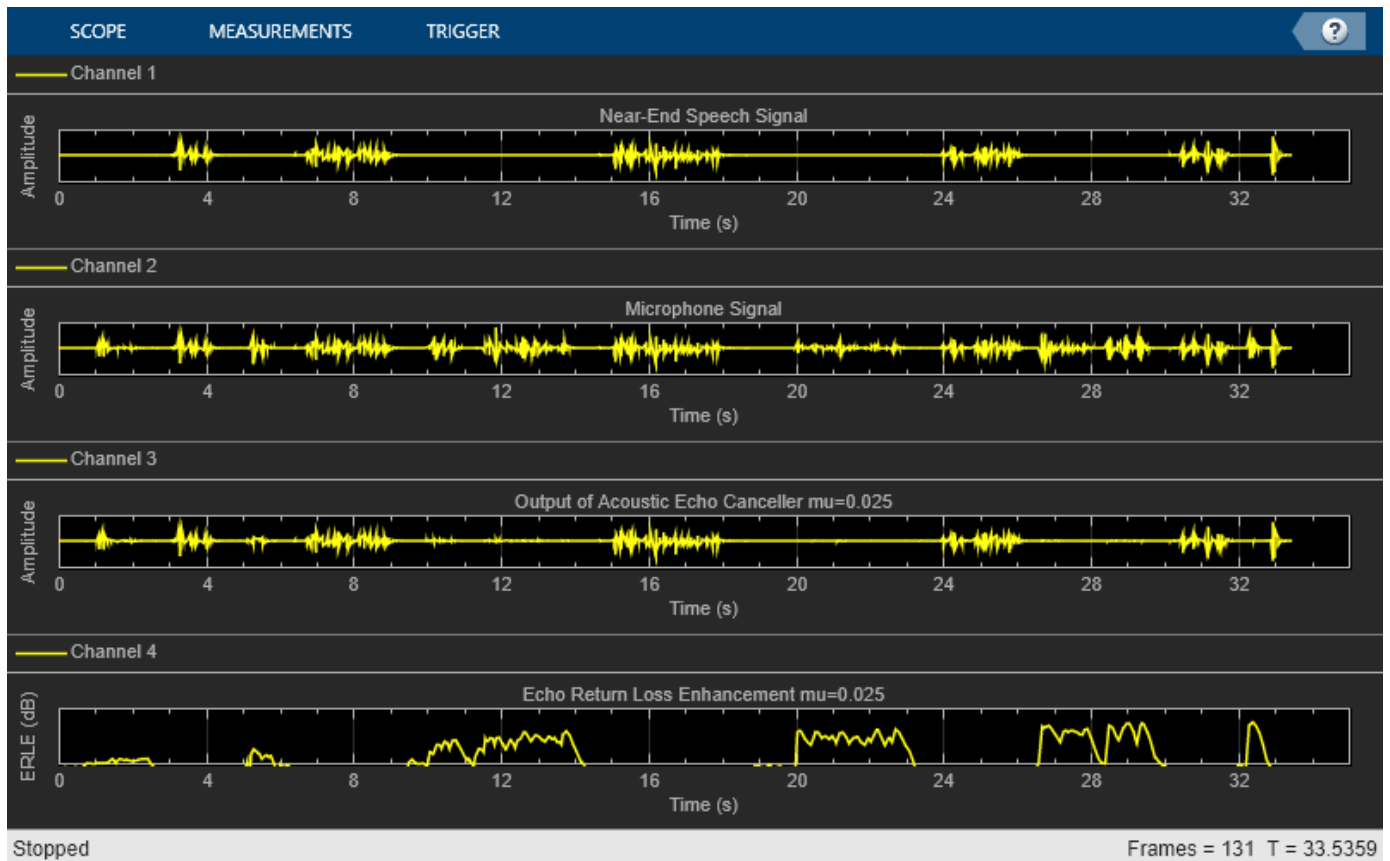 SCOPE MEASUREMENTS TRIGGER ?
Channel 1
Near-End Speech Signal
Amplitude
0 4 8 12 16 20 24 28 32
Time (s)
Channel 2
Microphone Signal
Amplitude
0 4 8 12 16 20 24 28 32
Time (s)
Channel 3
Output of Acoustic Echo Canceller mu=0.025
Amplitude
0 4 8 12 16 20 24 28 32
Time (s)
Channel 4
Echo Return Loss Enhancement mu=0.025
ERLE (dB)
0 4 8 12 16 20 24 28 32
Time (s)
Stopped Frames = 131 T = 33.5359